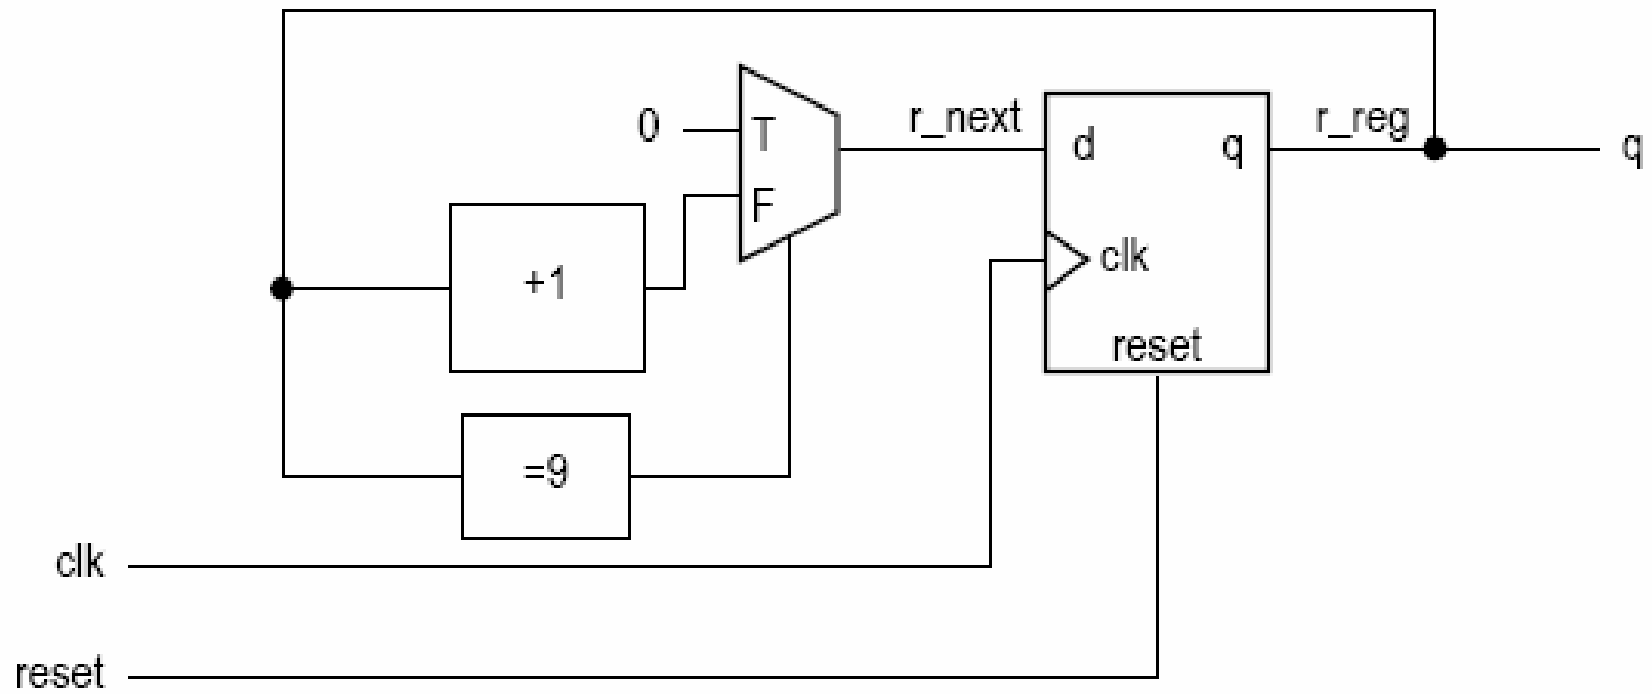 0
T
F
r_next
d
q
r_reg
q
+1
clk
reset
=9
clk
reset